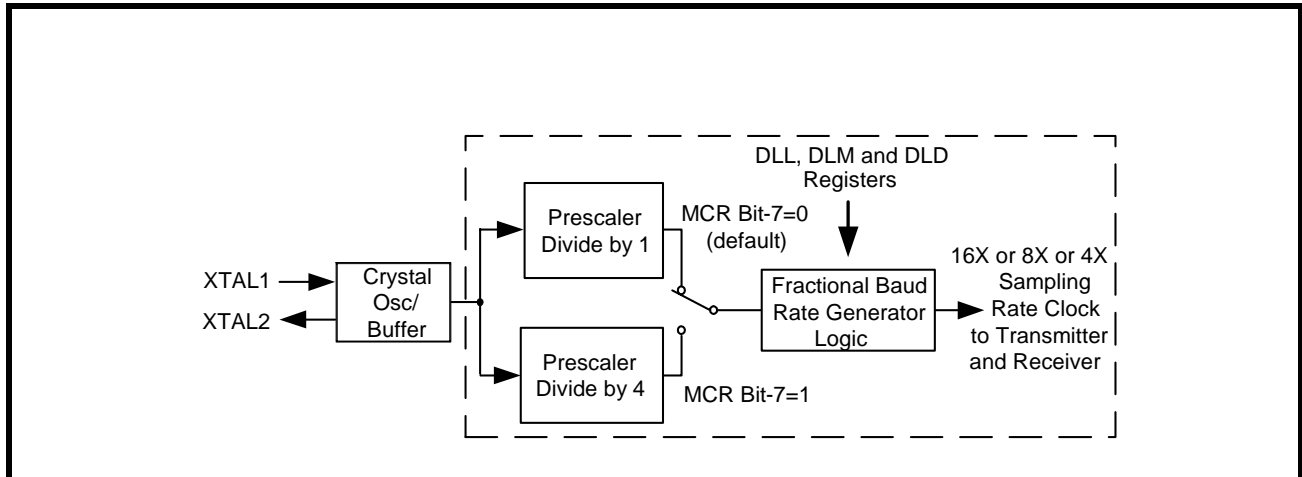 DLL, DLM and DLD
Registers
Prescaler
Divide by 1
MCR Bit-7=0
(default)
16X or 8X or 4X
Sampling
Rate Clock
to Transmitter
and Receiver
XTAL1
XTAL2
Crystal
Osc/
Buffer
Fractional Baud
Rate Generator
Logic
Prescaler
Divide by 4
MCR Bit-7=1